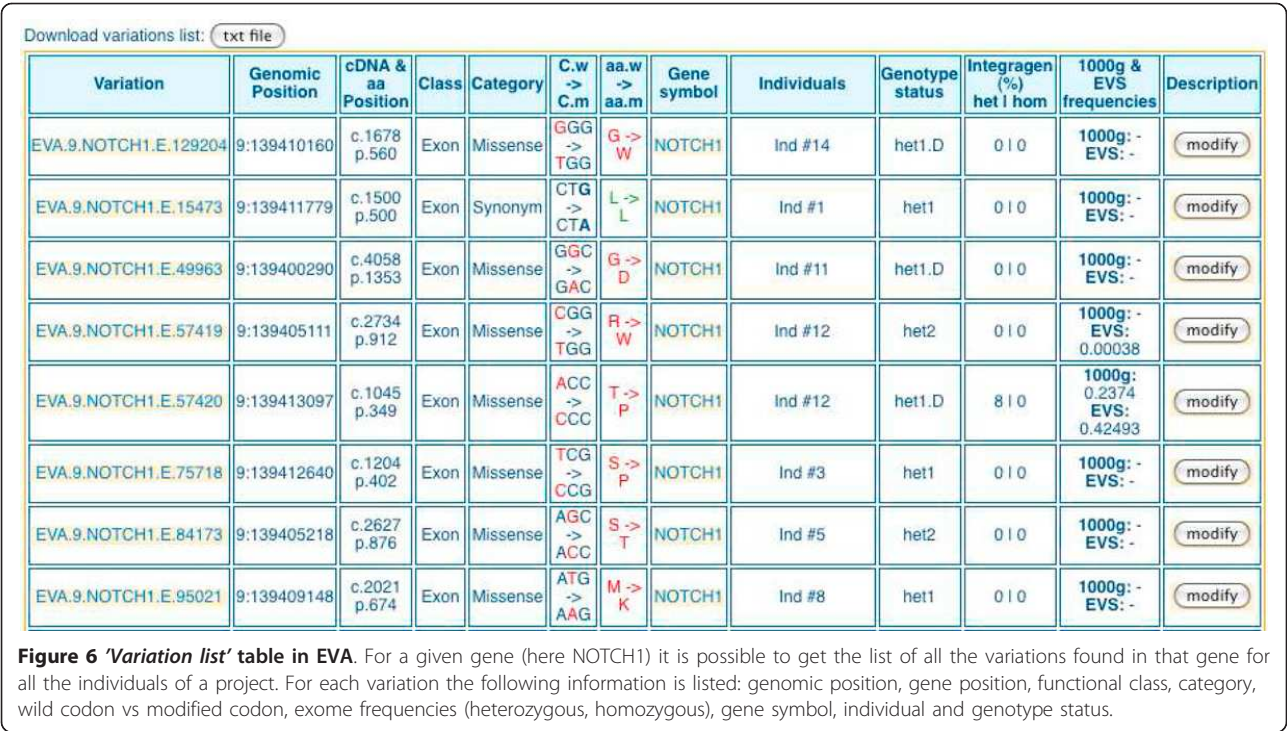 Download variations list: txt file
Variation Genomic Position cDNA & aa Position Class Category C.w -> C.m aa.w -> aa.m Gene symbol Individuals Genotype status Integragen (%) het I hom 1000g & EVS frequencies Description
EVA.9.NOTCH1.E.129204 9:139410160 c.1678 p.560 Exon Missense GGG -> TGG G -> W NOTCH1 Ind #14 het1.D 0 I 0 1000g: - EVS: - modify
EVA.9.NOTCH1.E.15473 9:139411779 c.1500 p.500 Exon Synonym CTG -> CTA L -> L NOTCH1 Ind #1 het1 0 I 0 1000g: - EVS: - modify
EVA.9.NOTCH1.E.49963 9:139400290 c.4058 p.1353 Exon Missense GGC -> GAC G -> D NOTCH1 Ind #11 het1.D 0 I 0 1000g: - EVS: - modify
EVA.9.NOTCH1.E.57419 9:139405111 c.2734 p.912 Exon Missense CGG -> TGG R -> W NOTCH1 Ind #12 het2 0 I 0 1000g: - EVS: 0.00038 modify
EVA.9.NOTCH1.E.57420 9:139413097 c.1045 p.349 Exon Missense ACC -> CCC T -> P NOTCH1 Ind #12 het1.D 8 I 0 1000g: 0.2374 EVS: 0.42493 modify
EVA.9.NOTCH1.E.75718 9:139412640 c.1204 p.402 Exon Missense TCG -> CCG S -> P NOTCH1 Ind #3 het1 0 I 0 1000g: - EVS: - modify
EVA.9.NOTCH1.E.84173 9:139405218 c.2627 p.876 Exon Missense AGC -> ACC S -> T NOTCH1 Ind #5 het2 0 I 0 1000g: - EVS: - modify
EVA.9.NOTCH1.E.95021 9:139409148 c.2021 p.674 Exon Missense ATG -> AAG M -> K NOTCH1 Ind #8 het1 0 I 0 1000g: - EVS: - modify
Figure 6 'Variation list' table in EVA. For a given gene (here NOTCH1) it is possible to get the list of all the variations found in that gene for
all the individuals of a project. For each variation the following information is listed: genomic position, gene position, functional class, category,
wild codon vs modified codon, exome frequencies (heterozygous, homozygous), gene symbol, individual and genotype status.